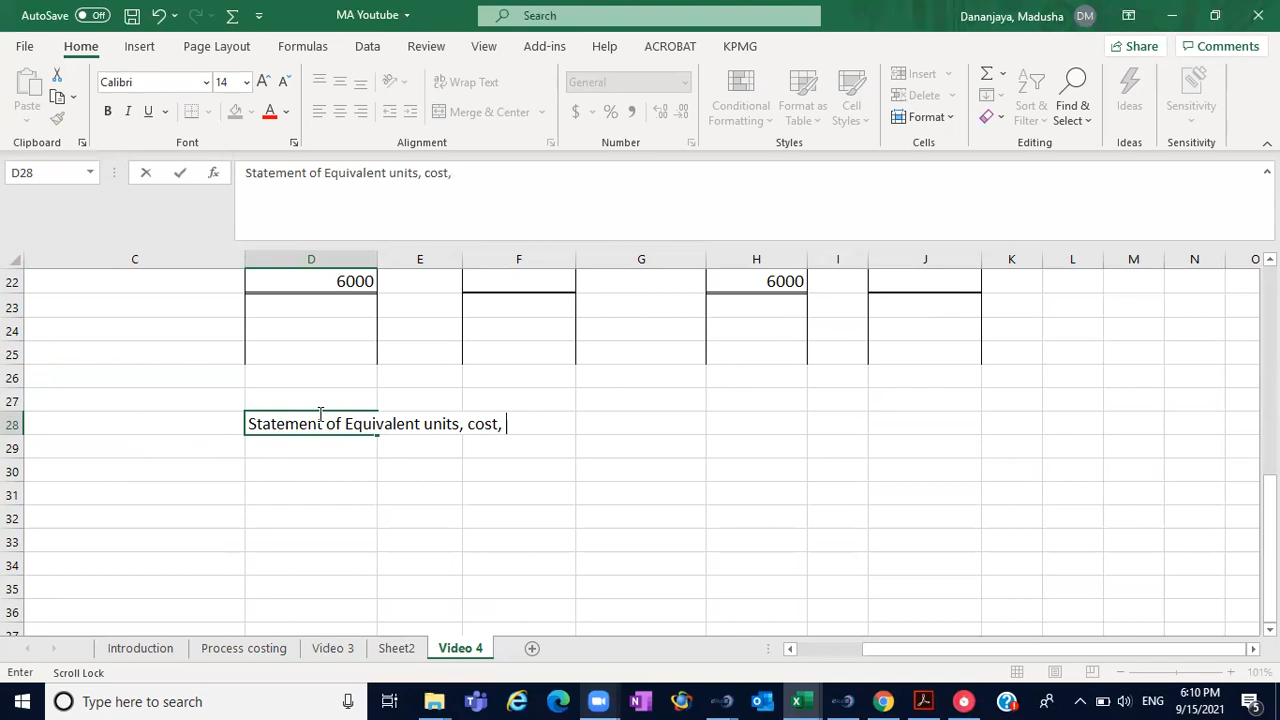 AutoSave Off MA Youtube Search Dananjaya, Madusha DM
File Home Insert Page Layout Formulas Data Review View Add-ins Help ACROBAT KPMG Share Comments
Calibri 14 Wrap Text General Insert
Paste B I U Merge & Center $ % Conditional Formatting Format as Table Cell Styles Delete Format Sort & Filter Find & Select Ideas Sensitivity
Clipboard Font Alignment Number Styles Cells Editing Ideas Sensitivity
D28 fx Statement of Equivalent units, cost,
C D E F G H I J K L M N O
22 6000 6000
23
24
25
26
27
28 Statement of Equivalent units, cost,
29
30
31
32
33
34
35
36
37
Introduction Process costing Video 3 Sheet2 Video 4
Enter Scroll Lock 101%
Type here to search ENG 6:10 PM 9/15/2021 5